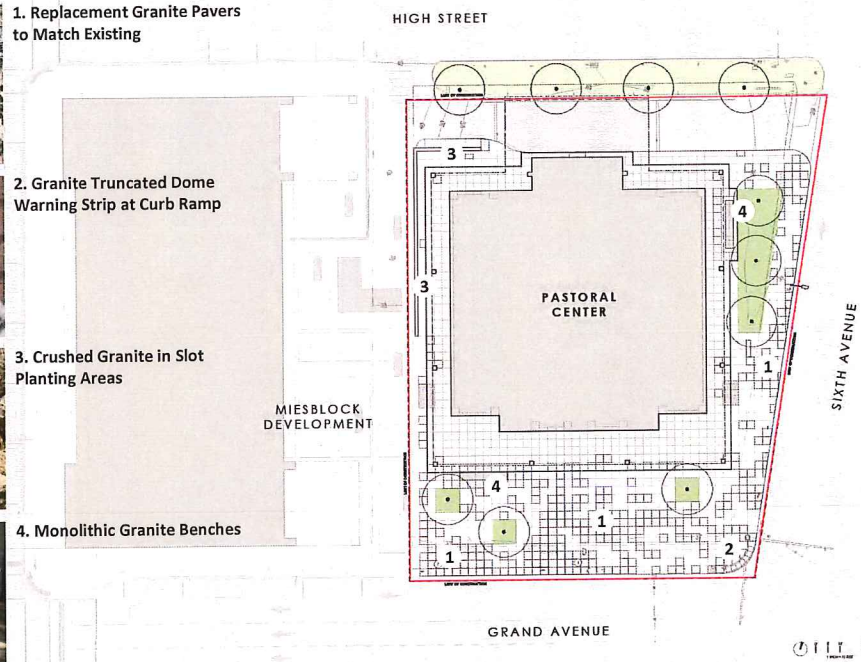 1. Replacement Granite Pavers
to Match Existing
HIGH STREET
2. Granite Truncated Dome
Warning Strip at Curb Ramp
3
4
3
PASTORAL
CENTER
SIXTH AVENUE
3. Crushed Granite in Slot
Planting Areas
1
MIESBLOCK
DEVELOPMENT
4
4. Monolithic Granite Benches
1
1
2
GRAND AVENUE